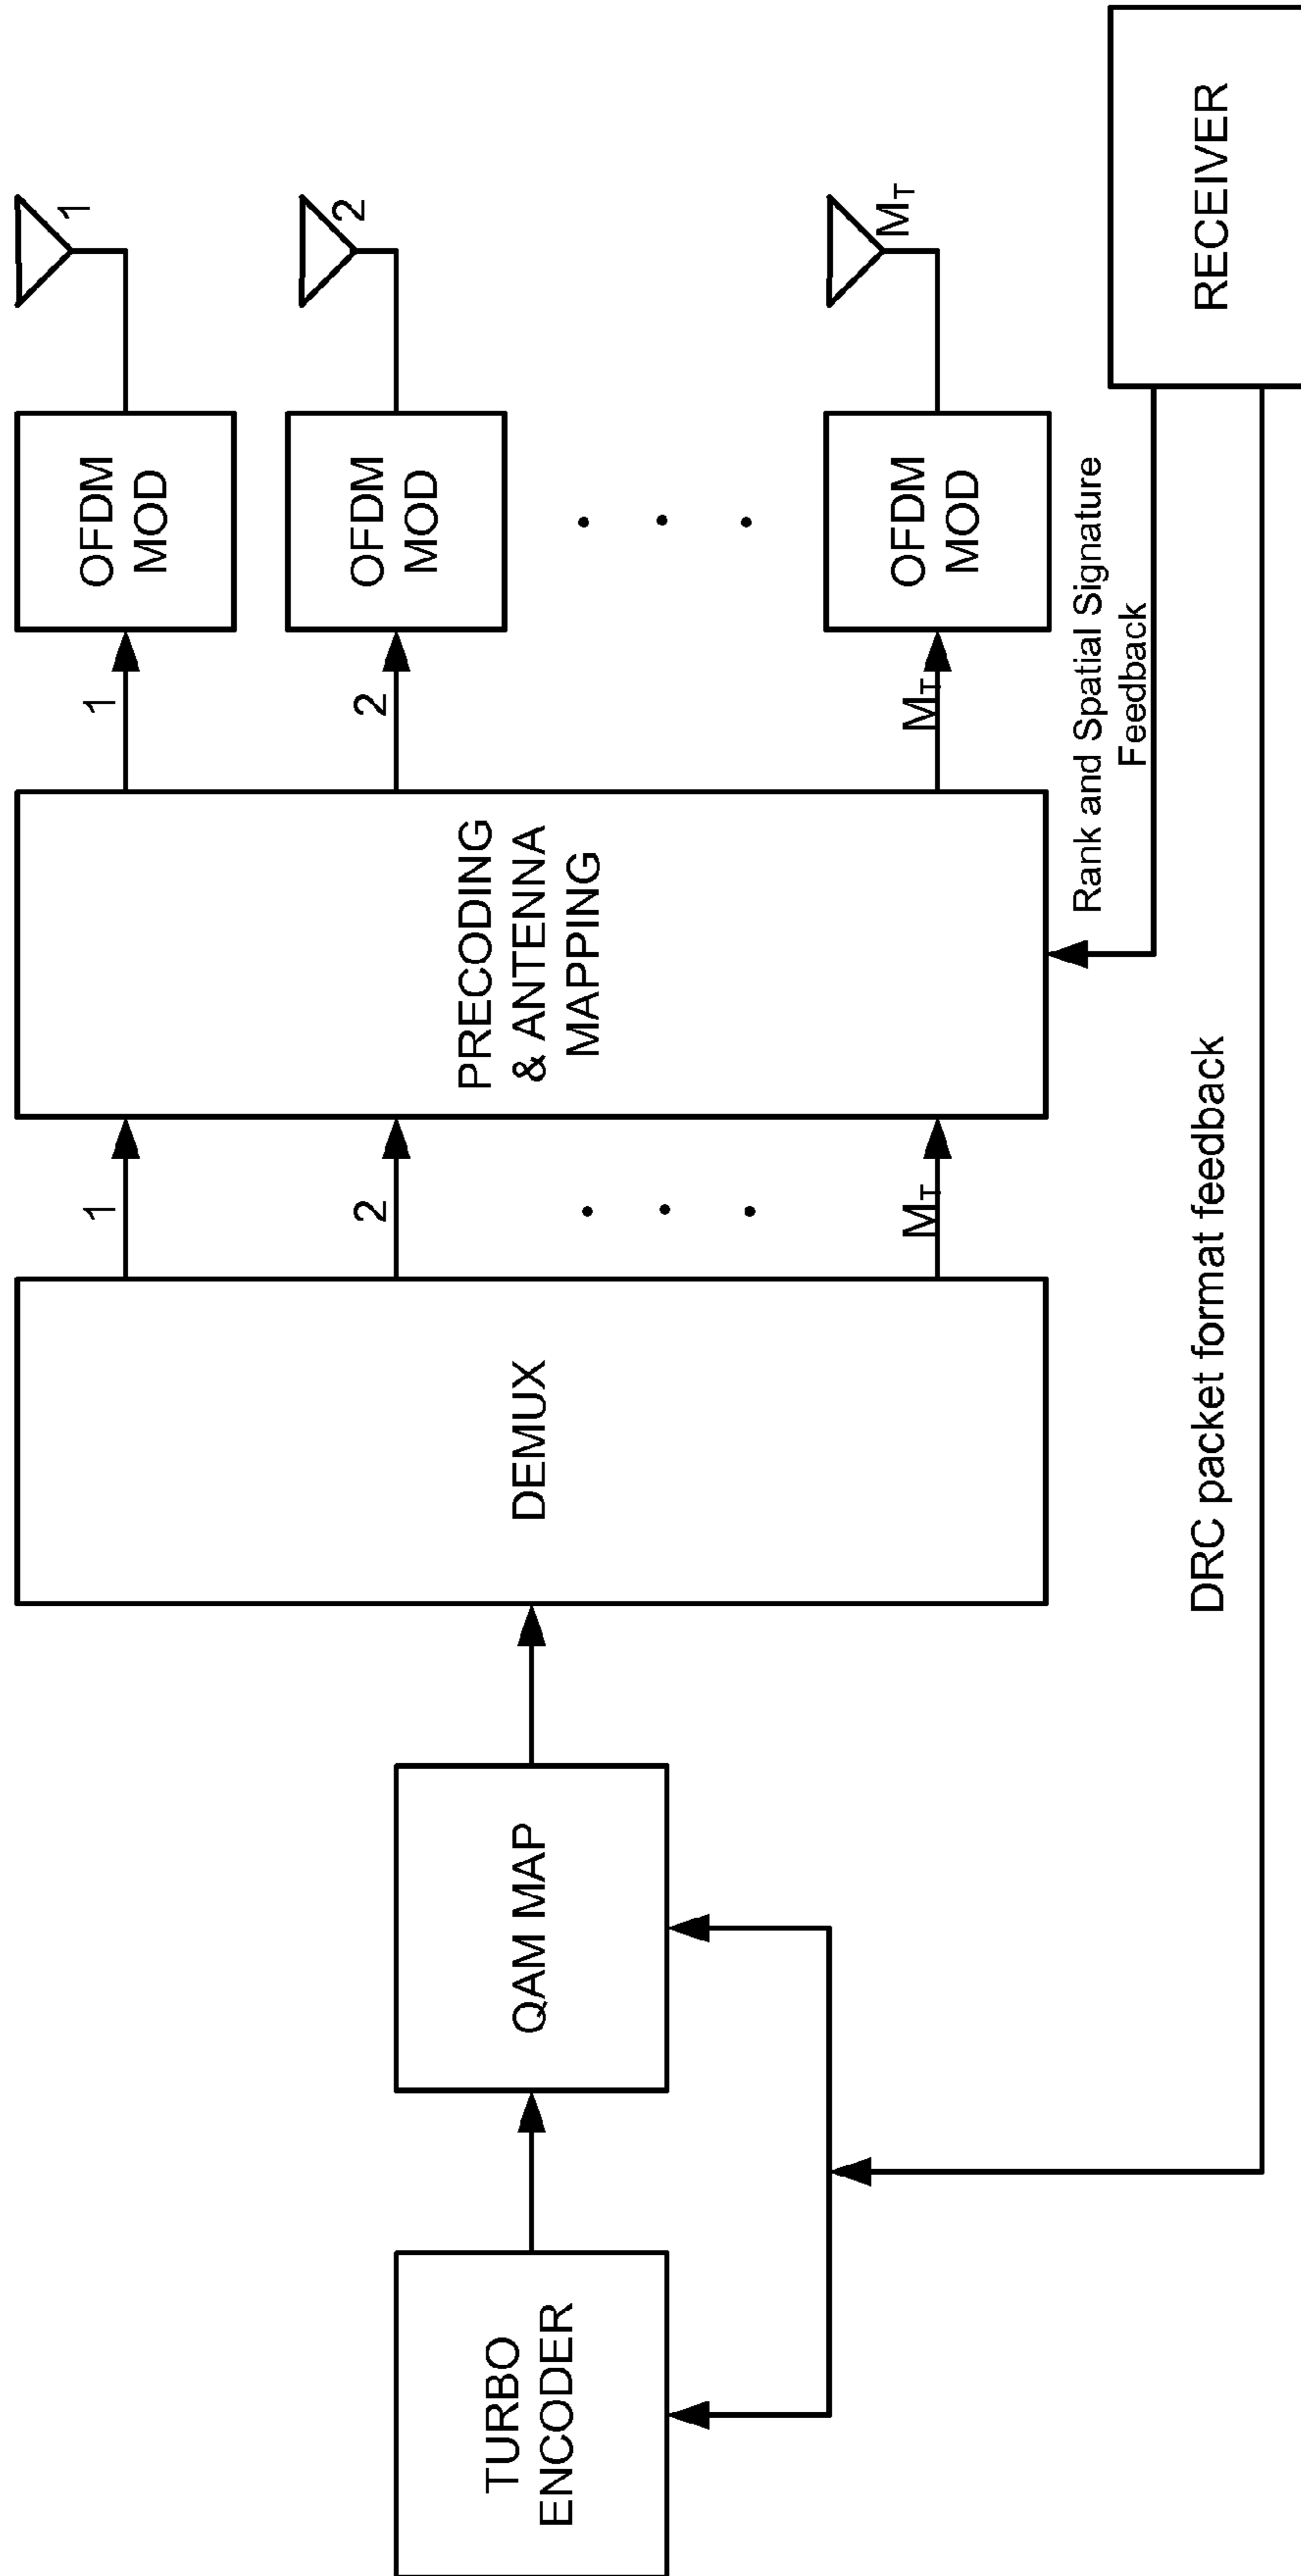 TURBO
ENCODER
QAM MAP
DEMUX
1
2
M_T
PRECODING
& ANTENNA
MAPPING
1
2
M_T
OFDM
MOD
OFDM
MOD
OFDM
MOD
1
2
M_T
Rank and Spatial Signature
Feedback
DRC packet format feedback
RECEIVER